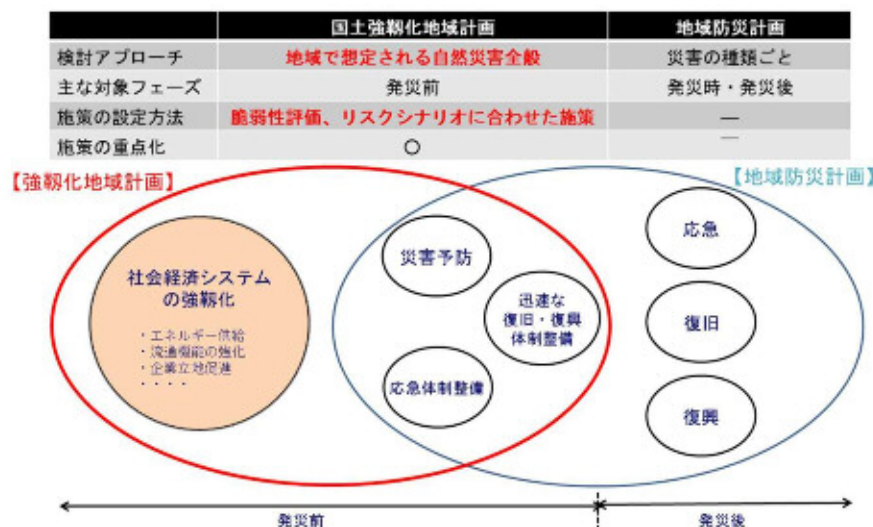 国土強靱化地域計画 地域防災計画
検討アプローチ 地域で想定される自然災害全般 災害の種類ごと
主な対象フェーズ 発災前 発災時・発災後
施策の設定方法 脆弱性評価、リスクシナリオに合わせた施策 ―
施策の重点化 ○ ―
【強靱化地域計画】
【地域防災計画】
社会経済システム
の強靱化
・エネルギー供給
・流通機能の強化
・企業立地促進
・・・・
災害予防
迅速な
復旧・復興
体制整備
応急体制整備
応急
復旧
復興
発災前
発災後